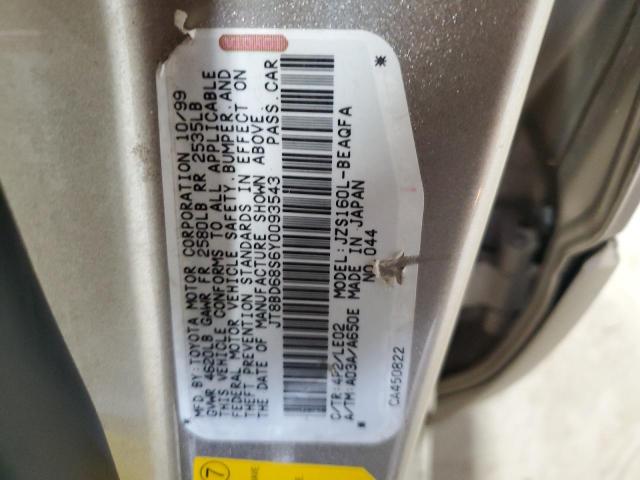 MFD BY:TOYOTA MOTOR CORPORATION 10/99
GVWR 4620LB GAWR FR 2580LB RR 2535LB
THIS VEHICLE CONFORMS TO ALL APPLICABLE
FEDERAL MOTOR VEHICLE SAFETY,BUMPER,AND
THEFT PREVENTION STANDARDS IN EFFECT ON
THE DATE OF MANUFACTURE SHOWN ABOVE.
JT8BD68S6Y0093543 PASS.CAR
C/TR:4P2/LE02 MODEL:JZS160L-BEAQFA
A/TM:A03A/A650E MADE IN JAPAN
044
CA450822
7